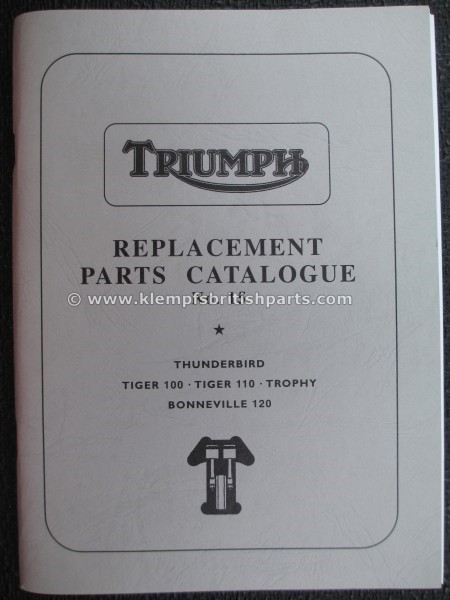 TRIUMPH
REPLACEMENT
PARTS CATALOGUE
© www.klempfsbritishparts.com
THUNDERBIRD
TIGER 100 · TIGER 110 · TROPHY
BONNEVILLE 120